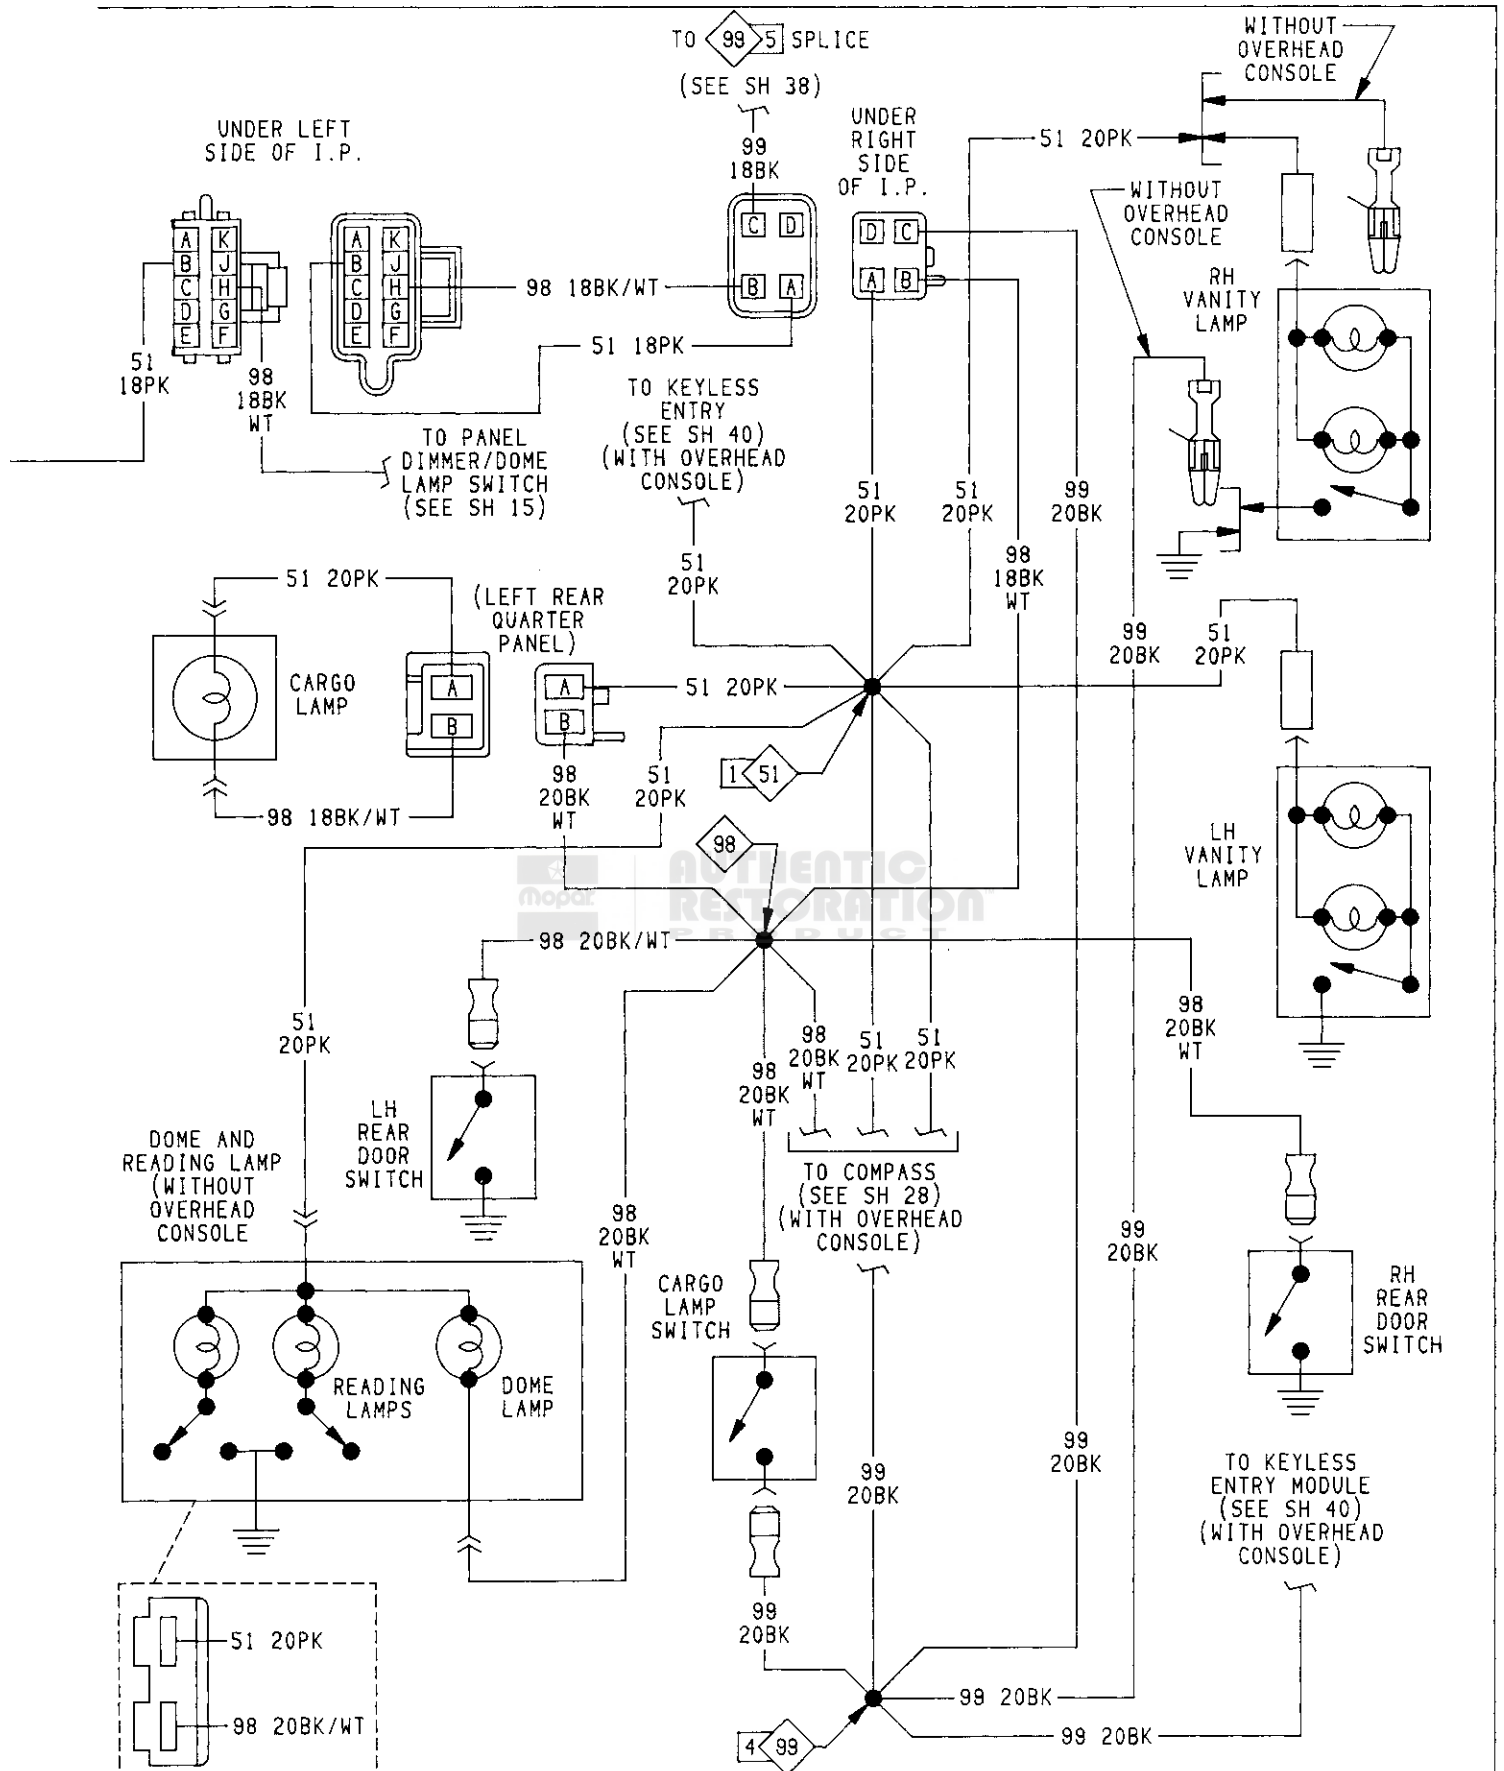 TO 99 5 SPLICE
(SEE SH 38)
99
18BK
WITHOUT
OVERHEAD
CONSOLE
UNDER LEFT
SIDE OF I.P.
UNDER
RIGHT
SIDE
OF I.P.
51 20PK
WITHOUT
OVERHEAD
CONSOLE
A K
B J
C H
D G
E F
A K
B J
C H
D G
E F
C D
B A
D C
A B
98 18BK/WT
51 18PK
51
18PK
98
18BK
WT
RH
VANITY
LAMP
TO PANEL
DIMMER/DOME
LAMP SWITCH
(SEE SH 15)
TO KEYLESS
ENTRY
(SEE SH 40)
(WITH OVERHEAD
CONSOLE)
51
20PK
51
20PK
99
20BK
51
20PK
98
18BK
WT
51 20PK
(LEFT REAR
QUARTER
PANEL)
99
20BK
51
20PK
CARGO
LAMP
A
B
A
B
51 20PK
98
20BK
WT
51
20PK
1 51
98 18BK/WT
98
LH
VANITY
LAMP
Mopar
AUTHENTIC
RESTORATION
PRODUCT
98 20BK/WT
51
20PK
98
20BK
WT
98
20BK
WT
51
20PK
51
20PK
98
20BK
WT
LH
REAR
DOOR
SWITCH
DOME AND
READING LAMP
(WITHOUT
OVERHEAD
CONSOLE
TO COMPASS
(SEE SH 28)
(WITH OVERHEAD
CONSOLE)
98
20BK
WT
99
20BK
CARGO
LAMP
SWITCH
RH
REAR
DOOR
SWITCH
READING
LAMPS
DOME
LAMP
99
20BK
99
20BK
TO KEYLESS
ENTRY MODULE
(SEE SH 40)
(WITH OVERHEAD
CONSOLE)
99
20BK
51 20PK
98 20BK/WT
99 20BK
99 20BK
4 99